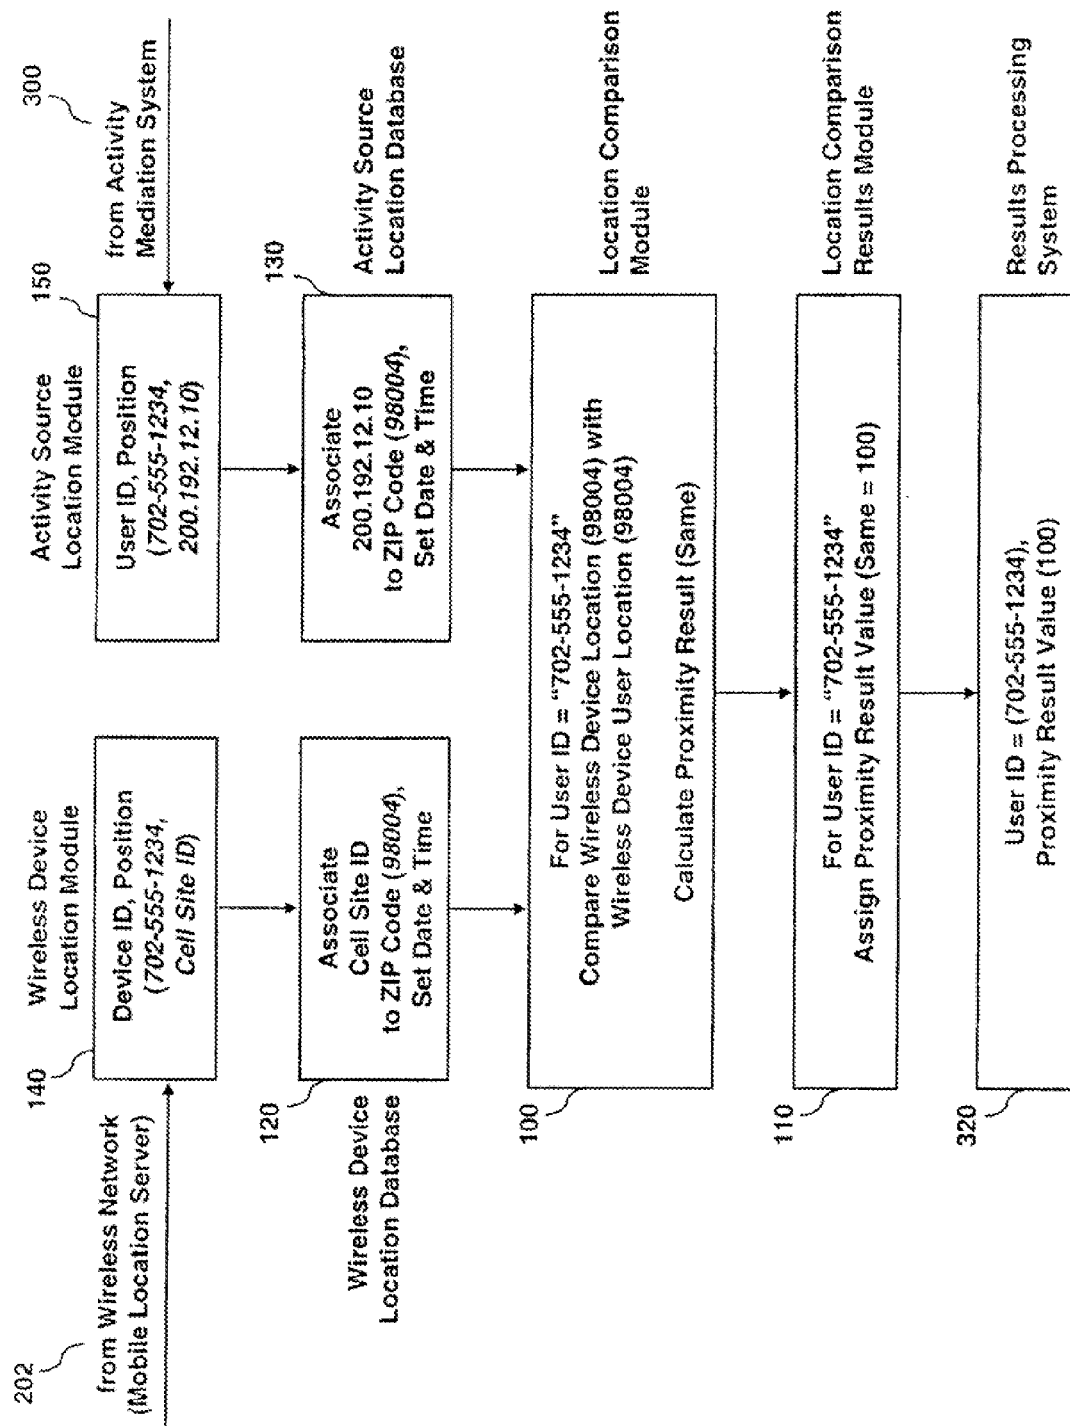 202
from Wireless Network
(Mobile Location Server)
Wireless Device
Location Module
140
Device ID, Position
(702-555-1234,
Cell Site ID)
Activity Source
Location Module
150
User ID, Position
(702-555-1234,
200.192.12.10)
300
from Activity
Mediation System
Wireless Device
Location Database
120
Associate
Cell Site ID
to ZIP Code (98004),
Set Date & Time
Associate
200.192.12.10
to ZIP Code (98004),
Set Date & Time
130
Activity Source
Location Database
100
For User ID = “702-555-1234”
Compare Wireless Device Location (98004) with
Wireless Device User Location (98004)
Calculate Proximity Result (Same)
Location Comparison
Module
110
For User ID = “702-555-1234”
Assign Proximity Result Value (Same = 100)
Location Comparison
Results Module
320
User ID = (702-555-1234),
Proximity Result Value (100)
Results Processing
System